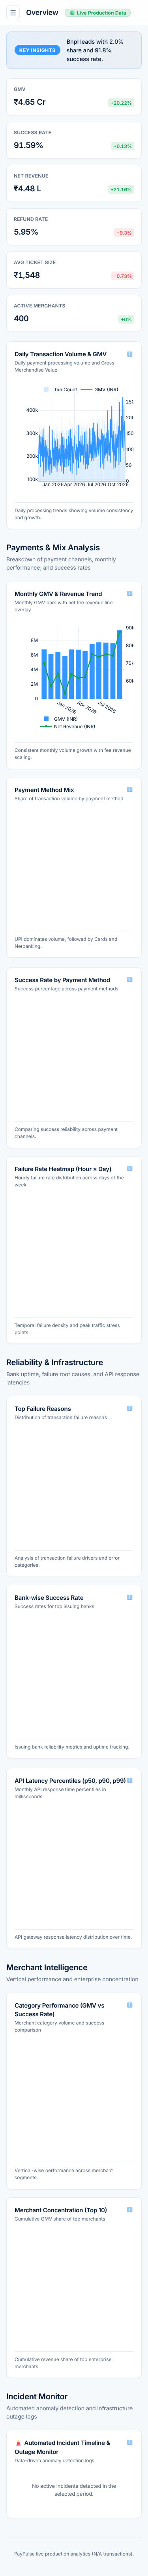 Overview
Live Production Data
KEY INSIGHTS
Bnpl leads with 2.0%
share and 91.8%
success rate.
GMV
₹4.65 Cr
+20.22%
SUCCESS RATE
91.59%
+0.13%
NET REVENUE
₹4.48 L
+21.16%
REFUND RATE
5.95%
-9.3%
AVG TICKET SIZE
₹1,548
-0.73%
ACTIVE MERCHANTS
400
+0%
Daily Transaction Volume & GMV
Daily payment processing volume and Gross
Merchandise Value
Txn Count
GMV (INR)
400k
300k
200k
100k
200
150
100
50
0
Jan 2026
Apr 2026
Jul 2026
Oct 2026
Daily processing trends showing volume consistency
and growth.
Payments & Mix Analysis
Breakdown of payment channels, monthly
performance, and success rates
Monthly GMV & Revenue Trend
Monthly GMV bars with net fee revenue line
overlay
8M
6M
4M
2M
0
90k
80k
70k
60k
Jan 2026
Apr 2026
Jul 2026
GMV (INR)
Net Revenue (INR)
Consistent monthly volume growth with fee revenue
scaling.
Payment Method Mix
Share of transaction volume by payment method
UPI dominates volume, followed by Cards and
Netbanking.
Success Rate by Payment Method
Success percentage across payment methods
Comparing success reliability across payment
channels.
Failure Rate Heatmap (Hour × Day)
Hourly failure rate distribution across days of the
week
Temporal failure density and peak traffic stress
points.
Reliability & Infrastructure
Bank uptime, failure root causes, and API response
latencies
Top Failure Reasons
Distribution of transaction failure reasons
Analysis of transaction failure drivers and error
categories.
Bank-wise Success Rate
Success rates for top issuing banks
Issuing bank reliability metrics and uptime tracking.
API Latency Percentiles (p50, p90, p99)
Monthly API response time percentiles in
milliseconds
API gateway response latency distribution over time.
Merchant Intelligence
Vertical performance and enterprise concentration
Category Performance (GMV vs
Success Rate)
Merchant category volume and success
comparison
Vertical-wise performance across merchant
segments.
Merchant Concentration (Top 10)
Cumulative GMV share of top merchants
Cumulative revenue share of top enterprise
merchants.
Incident Monitor
Automated anomaly detection and infrastructure
outage logs
Automated Incident Timeline &
Outage Monitor
Data-driven anomaly detection logs
No active incidents detected in the
selected period.
PayPulse live production analytics (N/A transactions).